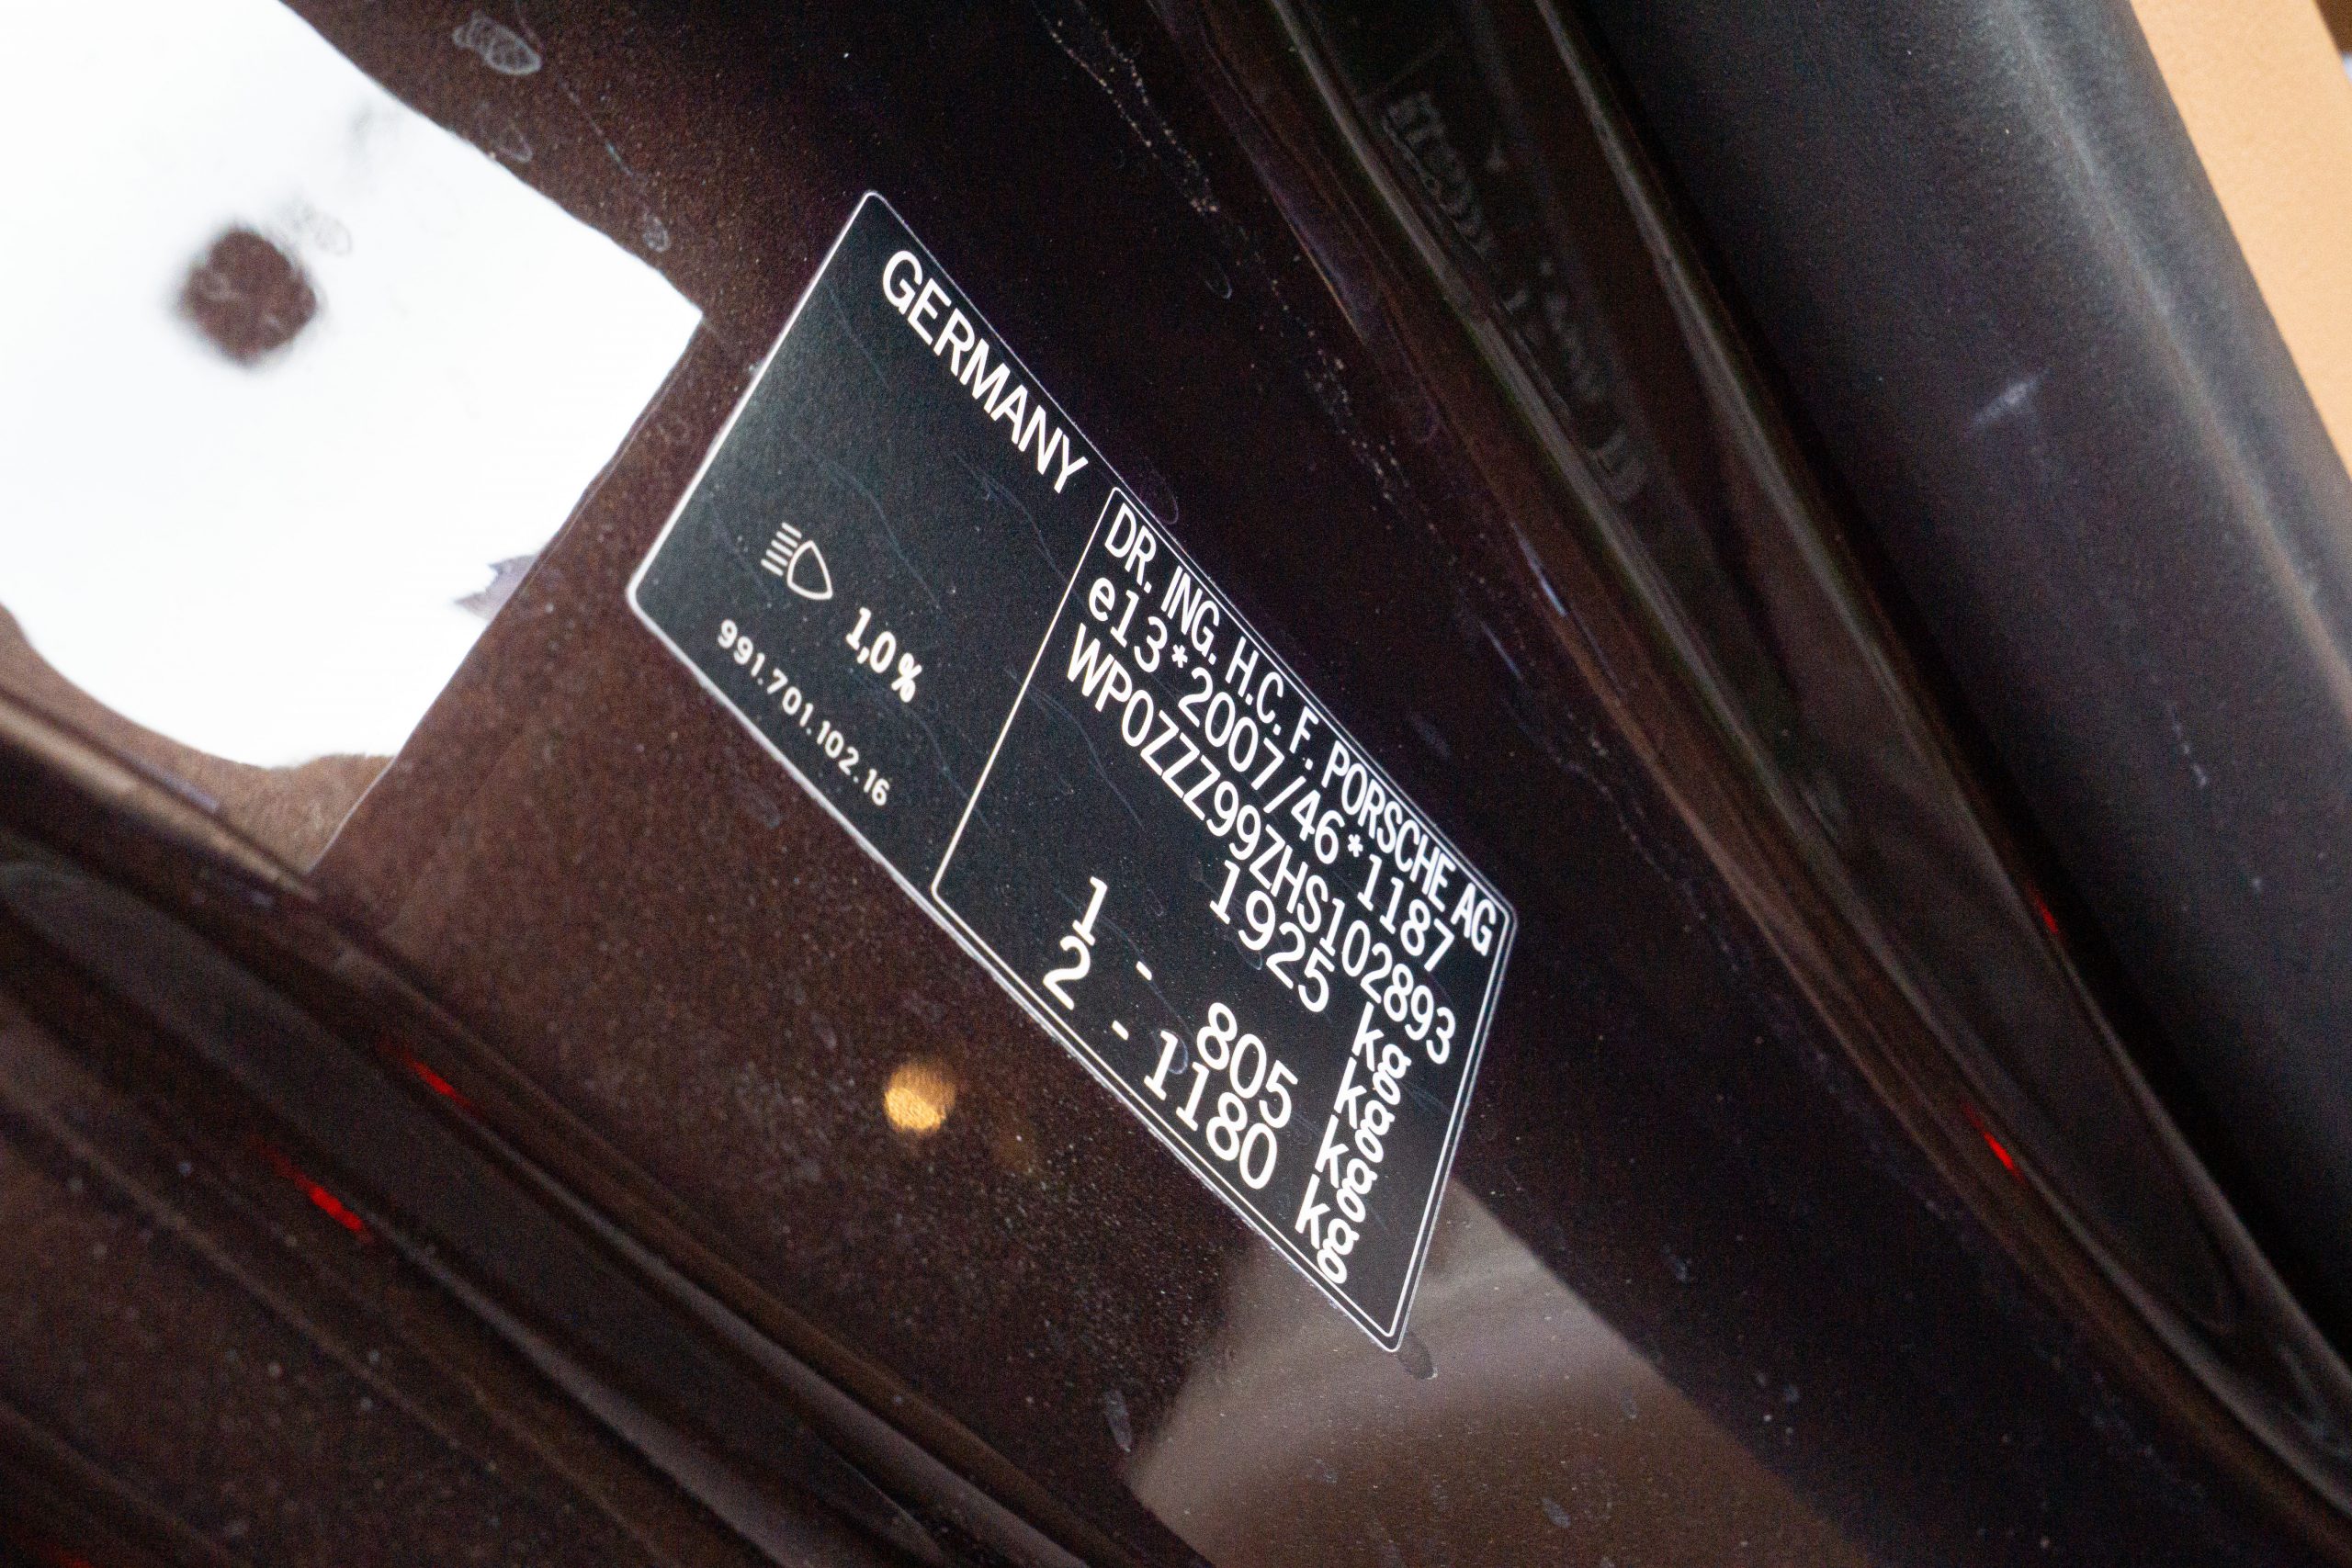 GERMANY
1,0 %
991.701.102.16
DR. ING. H.C. F. PORSCHE AG
e13*2007/46*1187
WP0ZZZ99ZHS102893
1925 kg
kg
1 - 805 kg
2 - 1180 kg